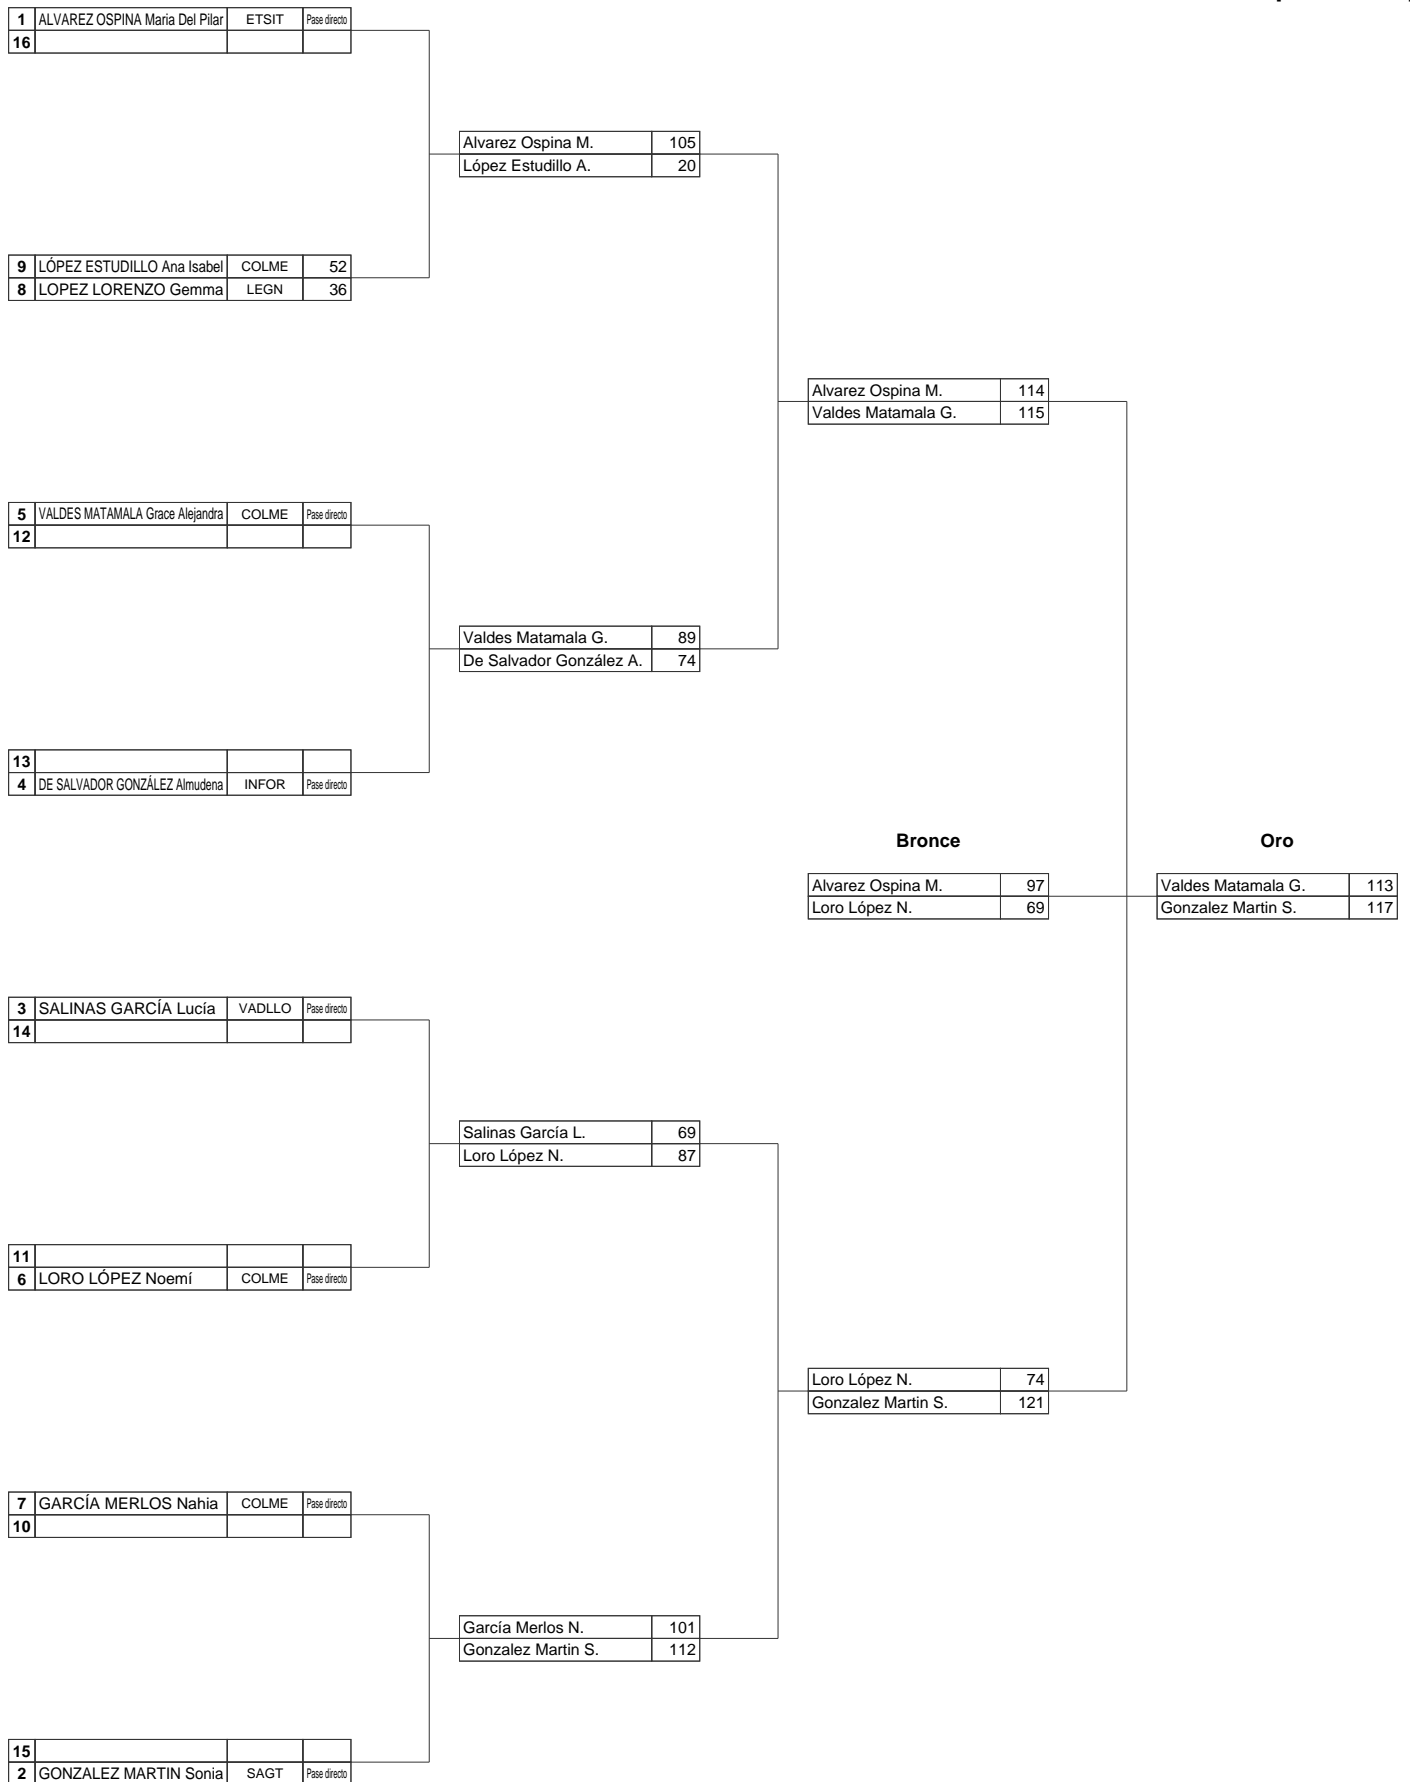 1 ALVAREZ OSPINA Maria Del Pilar ETSIT Pase directo
16
Alvarez Ospina M. 105
López Estudillo A. 20
9 LÓPEZ ESTUDILLO Ana Isabel COLME 52
8 LOPEZ LORENZO Gemma LEGN 36
Alvarez Ospina M. 114
Valdes Matamala G. 115
5 VALDES MATAMALA Grace Alejandra COLME Pase directo
12
Valdes Matamala G. 89
De Salvador González A. 74
13
4 DE SALVADOR GONZÁLEZ Almudena INFOR Pase directo
Bronce Oro
Alvarez Ospina M. 97 Valdes Matamala G. 113
Loro López N. 69 Gonzalez Martin S. 117
3 SALINAS GARCÍA Lucía VADLLO Pase directo
14
Salinas García L. 69
Loro López N. 87
11
6 LORO LÓPEZ Noemí COLME Pase directo
Loro López N. 74
Gonzalez Martin S. 121
7 GARCÍA MERLOS Nahia COLME Pase directo
10
García Merlos N. 101
Gonzalez Martin S. 112
15
2 GONZALEZ MARTIN Sonia SAGT Pase directo